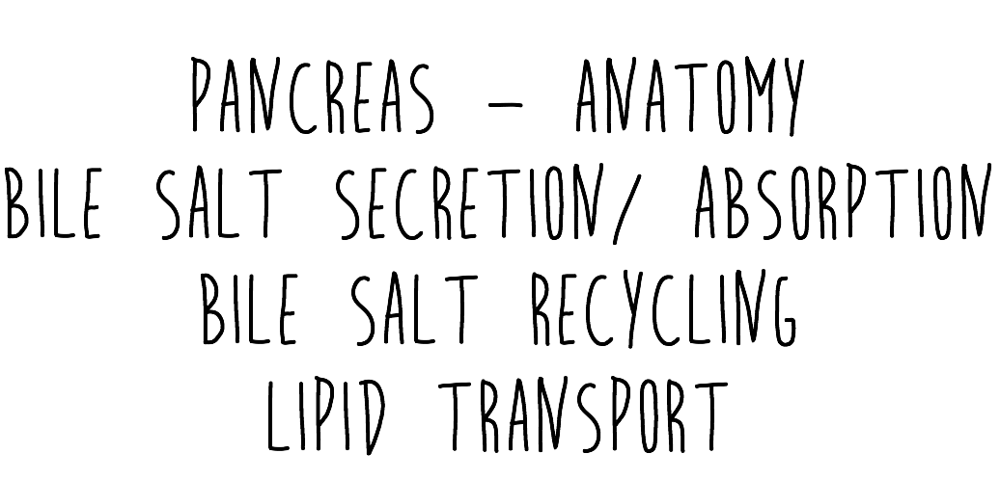 PANCREAS - ANATOMY
BILE SALT SECRETION/ ABSORPTION
BILE SALT RECYCLING
LIPID TRANSPORT